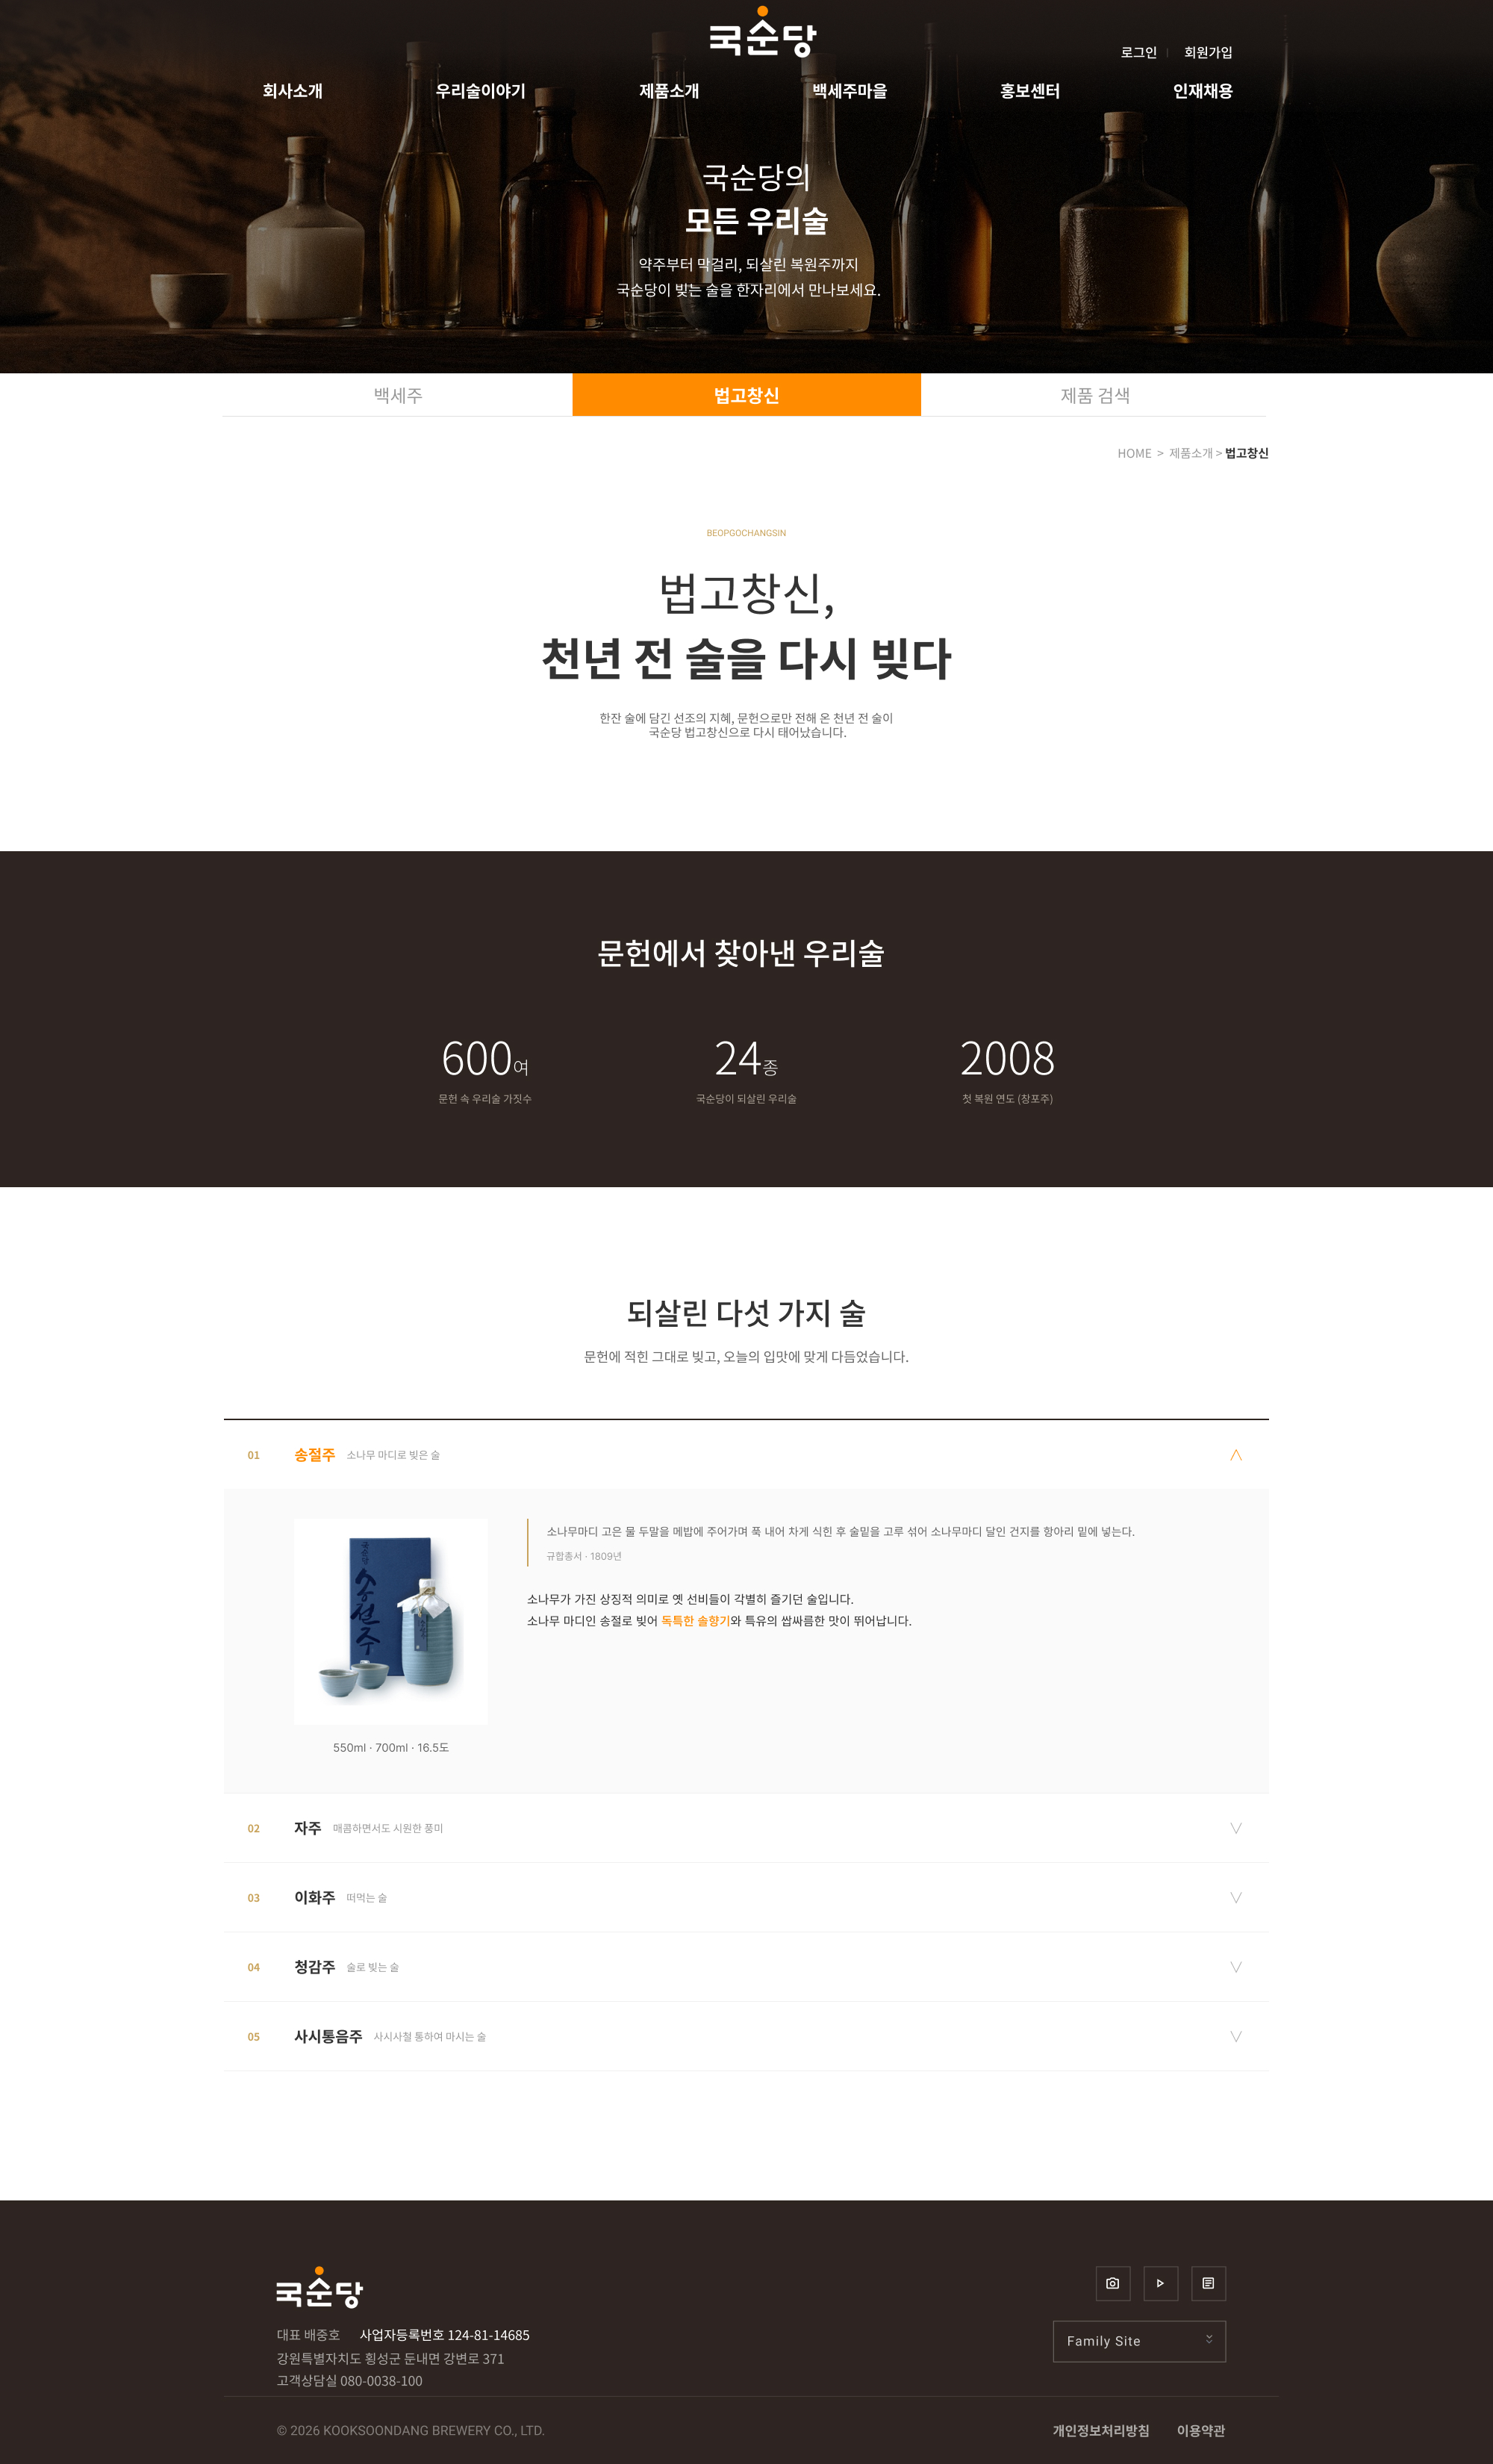 국순당
로그인 | 회원가입
회사소개 우리술이야기 제품소개 백세주마을 홍보센터 인재채용
국순당의
모든 우리술
약주부터 막걸리, 되살린 복원주까지
국순당이 빚는 술을 한자리에서 만나보세요.
백세주 법고창신 제품 검색
HOME > 제품소개 > 법고창신
BEOPGOCHANGSIN
법고창신,
천년 전 술을 다시 빚다
한잔 술에 담긴 선조의 지혜, 문헌으로만 전해 온 천년 전 술이
국순당 법고창신으로 다시 태어났습니다.
문헌에서 찾아낸 우리술
600여 24종 2008
문헌 속 우리술 가짓수 국순당이 되살린 우리술 첫 복원 연도 (창포주)
되살린 다섯 가지 술
문헌에 적힌 그대로 빚고, 오늘의 입맛에 맞게 다듬었습니다.
01 송절주 소나무 마디로 빚은 술
소나무마디 고은 물 두말을 메밥에 주어가며 푹 내어 차게 식힌 후 술밑을 고루 섞어 소나무마디 달인 건지를 항아리 밑에 넣는다.
규합총서 · 1809년
소나무가 가진 상징적 의미로 옛 선비들이 각별히 즐기던 술입니다.
소나무 마디인 송절로 빚어 독특한 솔향기와 특유의 쌉싸름한 맛이 뛰어납니다.
송절주
550ml · 700ml · 16.5도
02 자주 매콤하면서도 시원한 풍미
03 이화주 떠먹는 술
04 청감주 술로 빚는 술
05 사시통음주 사시사철 통하여 마시는 술
국순당
대표 배중호 사업자등록번호 124-81-14685
강원특별자치도 횡성군 둔내면 강변로 371
고객상담실 080-0038-100
Family Site
© 2026 KOOKSOONDANG BREWERY CO., LTD.
개인정보처리방침 이용약관